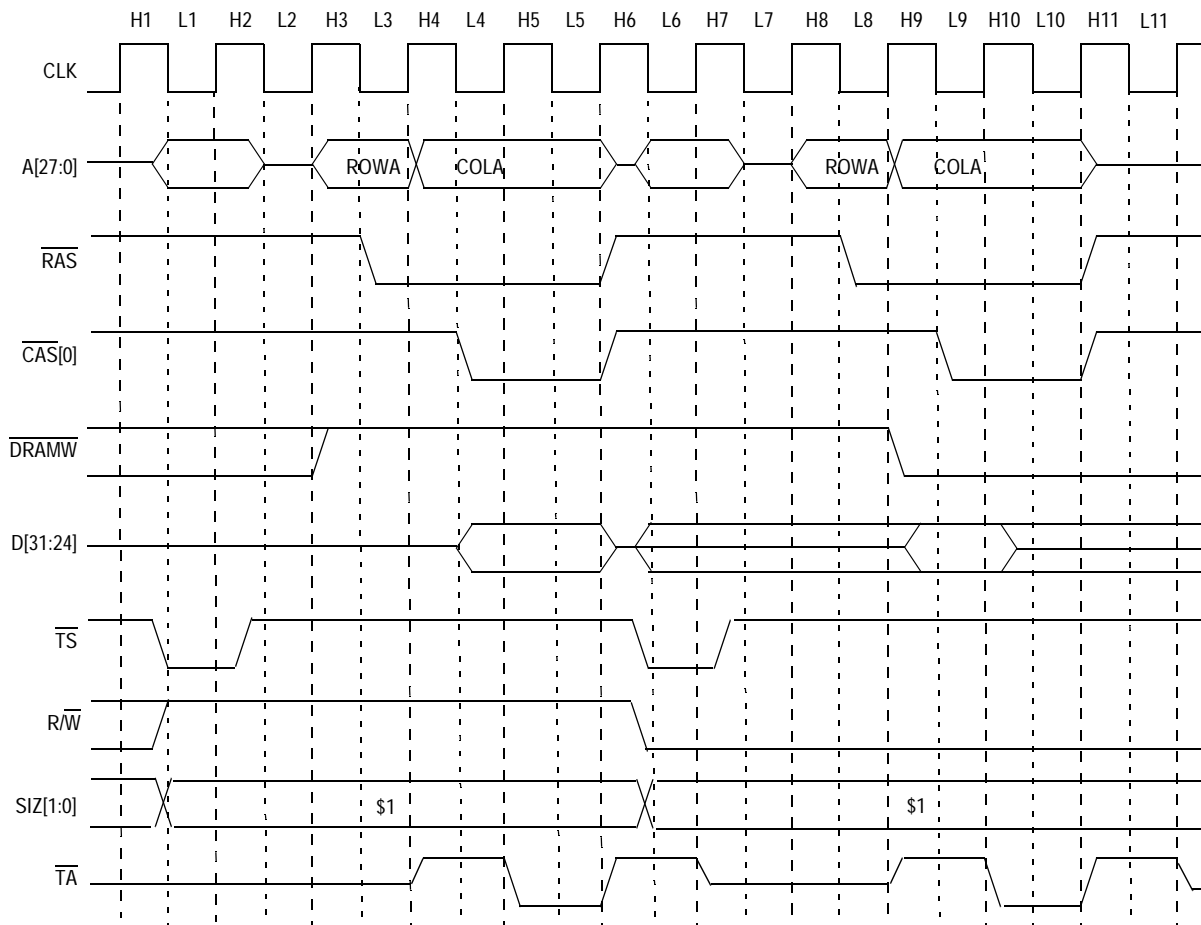 H1 L1 H2 L2 H3 L3 H4 L4 H5 L5 H6 L6 H7 L7 H8 L8 H9 L9 H10 L10 H11 L11
CLK
A[27:0] ROWA COLA ROWA COLA
RAS
CAS[0]
DRAMW
D[31:24]
TS
R/W
SIZ[1:0] $1 $1
TA